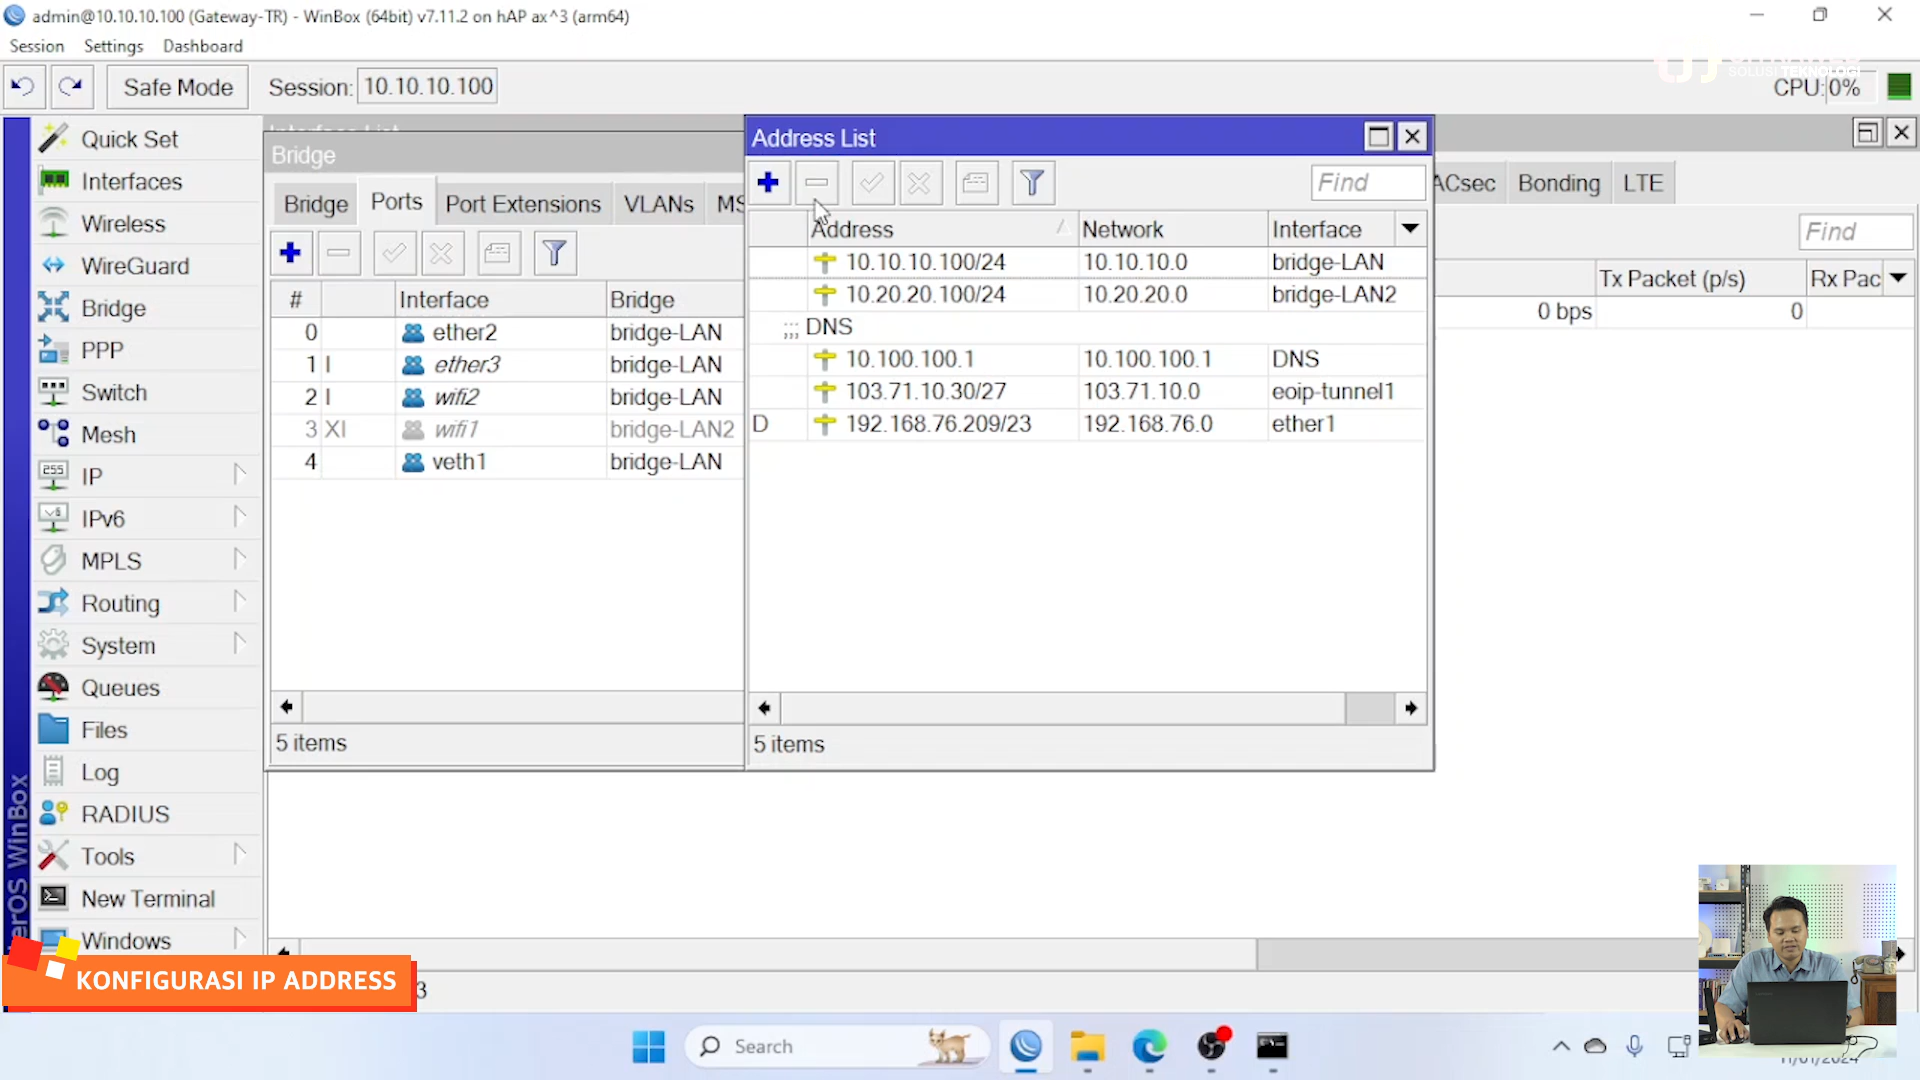 admin@10.10.10.100 (Gateway-TR) - WinBox (64bit) v7.11.2 on hAP ax^3 (arm64)
Session Settings Dashboard
SOLUSI TEKNOLOGI
Safe Mode Session: 10.10.10.100 CPU: 0%
Quick Set
Interfaces
Wireless
WireGuard
Bridge
PPP
Switch
Mesh
IP
IPv6
MPLS
Routing
System
Queues
Files
Log
RADIUS
Tools
New Terminal
Windows
Interface List
Bridge
Bridge Ports Port Extensions VLANs MS
# Interface Bridge
0 ether2 bridge-LAN
1 I ether3 bridge-LAN
2 I wifi2 bridge-LAN
3 XI wifi1 bridge-LAN2
4 veth1 bridge-LAN
5 items
Address List
Find
Address Network Interface
10.10.10.100/24 10.10.10.0 bridge-LAN
10.20.20.100/24 10.20.20.0 bridge-LAN2
;;; DNS
10.100.100.1 10.100.100.1 DNS
103.71.10.30/27 103.71.10.0 eoip-tunnel1
D 192.168.76.209/23 192.168.76.0 ether1
5 items
ACsec Bonding LTE
Find
Tx Packet (p/s) Rx Pac
0 bps 0
KONFIGURASI IP ADDRESS
3
Search